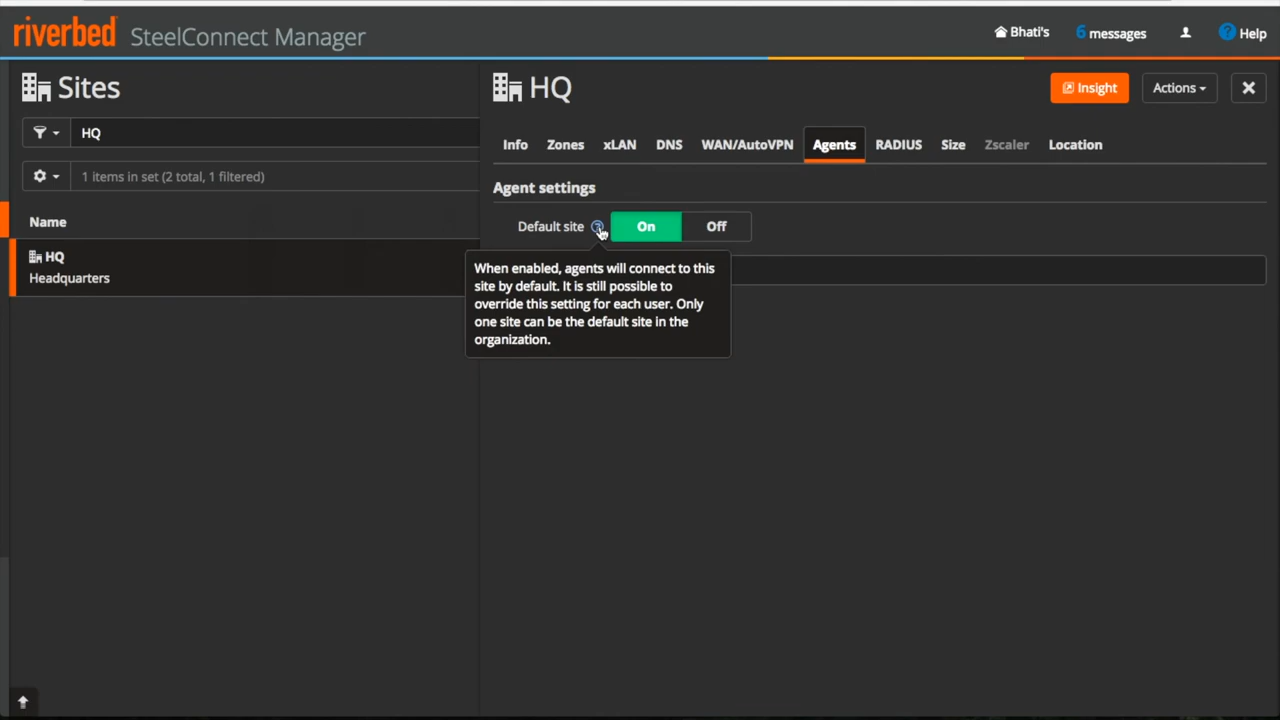 riverbed SteelConnect Manager
Bhati's
6 messages
Help
Sites
HQ
1 items in set (2 total, 1 filtered)
Name
HQ
Headquarters
HQ
Insight
Actions
Info Zones xLAN DNS WAN/AutoVPN Agents RADIUS Size Zscaler Location
Agent settings
Default site
On Off
When enabled, agents will connect to this
site by default. It is still possible to
override this setting for each user. Only
one site can be the default site in the
organization.